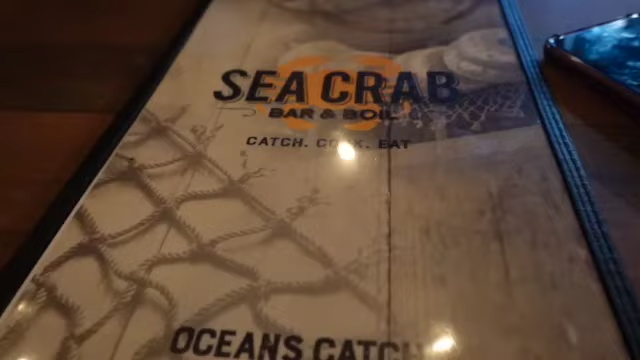 SEA CRAB
BAR & BOIL
CATCH. COOK. EAT
OCEANS CATCH